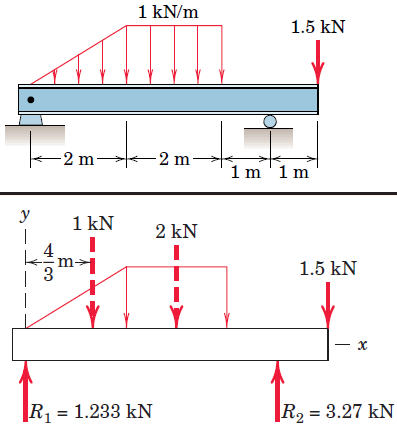 1 kN/m
1.5 kN
2 m
2 m
1 m
1 m
y
1 kN
2 kN
4/3 m
1.5 kN
x
R₁ = 1.233 kN
R₂ = 3.27 kN